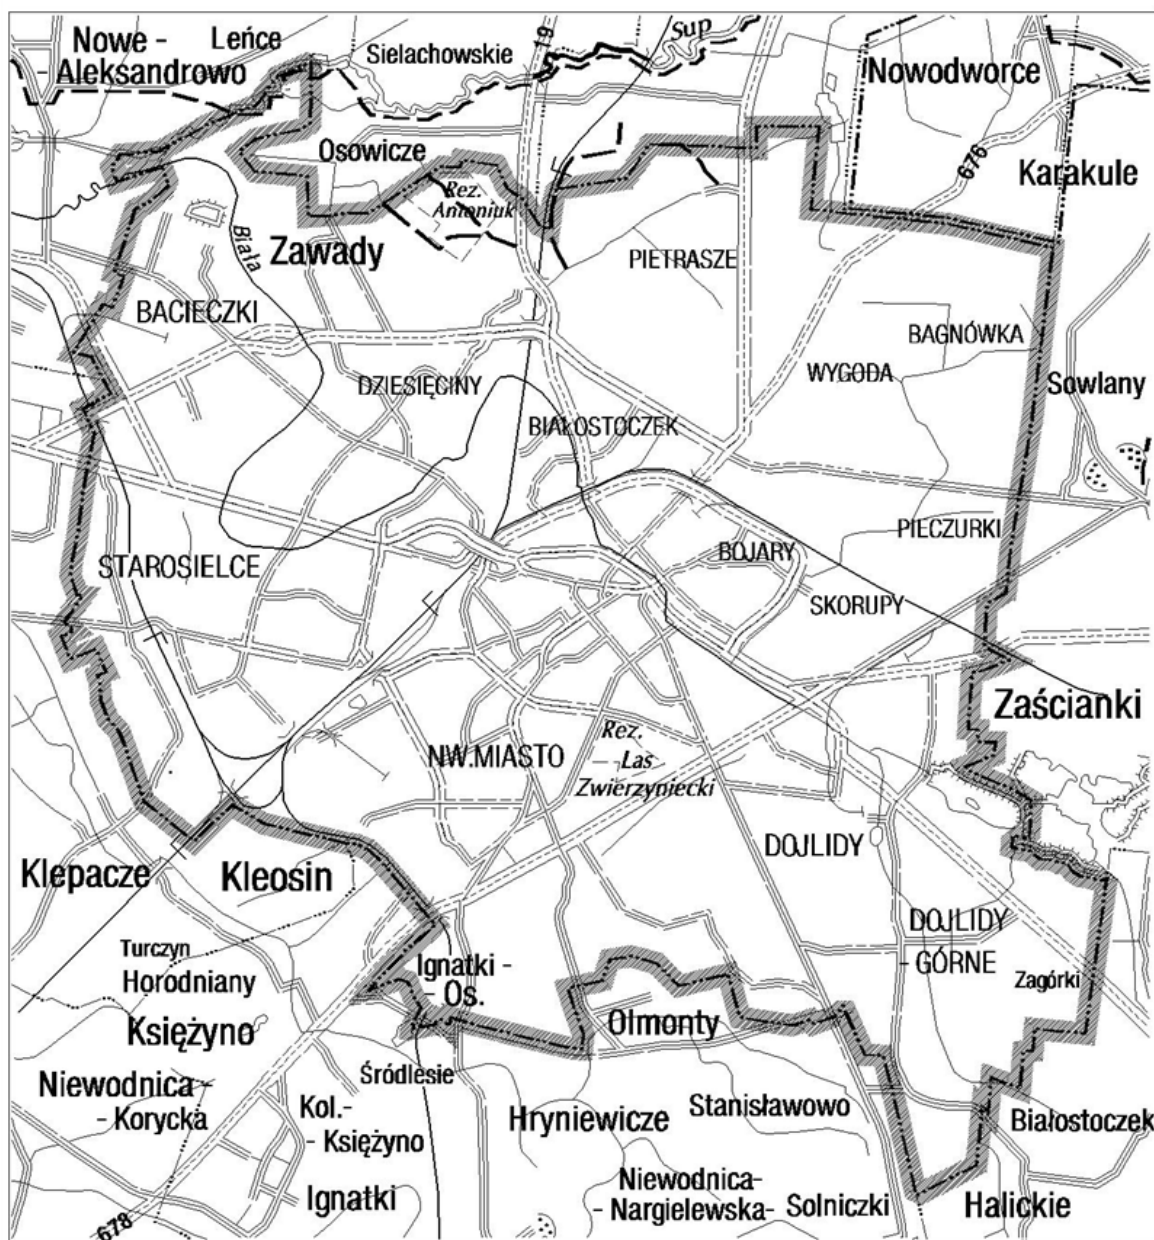 Nowe -
- Aleksandrowo
Leńce
Sielachowskie
19
Sup
Nowodworce
676
Karakule
Osowicze
Rez.
Antoniuk
Biała
Zawady
PIETRASZE
BACIECZKI
BAGNÓWKA
DZIESIĘCINY
WYGODA
Sowlany
BIAŁOSTOCZEK
PIECZURKI
BOJARY
STAROSIELCE
SKORUPY
Zaścianki
Rez.
- Las
Zwierzyniecki
NW.MIASTO
DOJLIDY
Klepacze
Kleosin
DOJLIDY
- GÓRNE
Turczyn
Horodniany
Ignatki -
- Os.
Zagórki
Księżyno
Olmonty
Śródlesie
Niewodnica -
- Korycka
Kol.-
- Księżyno
Hryniewicze
Stanisławowo
Białostoczek
Ignatki
Niewodnica-
- Nargielewska-
Solniczki
Halickie
678